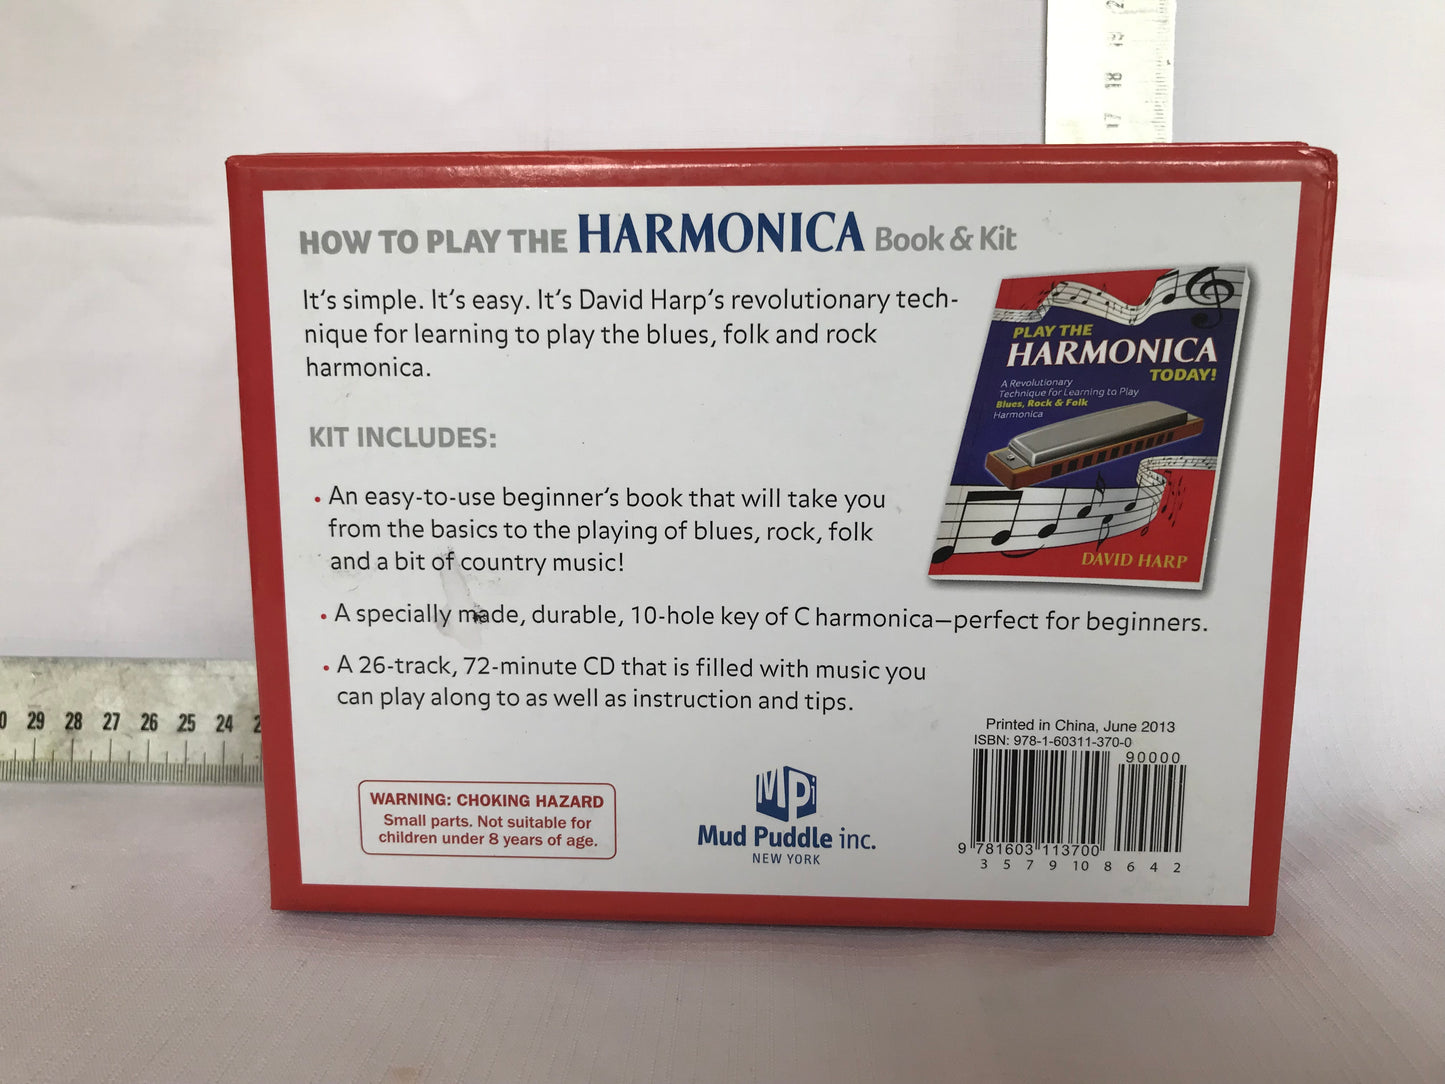 17 18 19 2
HOW TO PLAY THE HARMONICA Book & Kit
It's simple. It's easy. It's David Harp's revolutionary tech-
nique for learning to play the blues, folk and rock
harmonica.
PLAY THE
HARMONICA
TODAY!
A Revolutionary
Technique for Learning to Play
Blues, Rock & Folk
Harmonica
DAVID HARP
KIT INCLUDES:
• An easy-to-use beginner's book that will take you
from the basics to the playing of blues, rock, folk
and a bit of country music!
• A specially made, durable, 10-hole key of C harmonica—perfect for beginners.
• A 26-track, 72-minute CD that is filled with music you
can play along to as well as instruction and tips.
0 29 28 27 26 25 24 2
Printed in China, June 2013
ISBN: 978-1-60311-370-0
90000
9 781603 113700
3 5 7 9 10 8 6 4 2
WARNING: CHOKING HAZARD
Small parts. Not suitable for
children under 8 years of age.
MPi
Mud Puddle inc.
NEW YORK